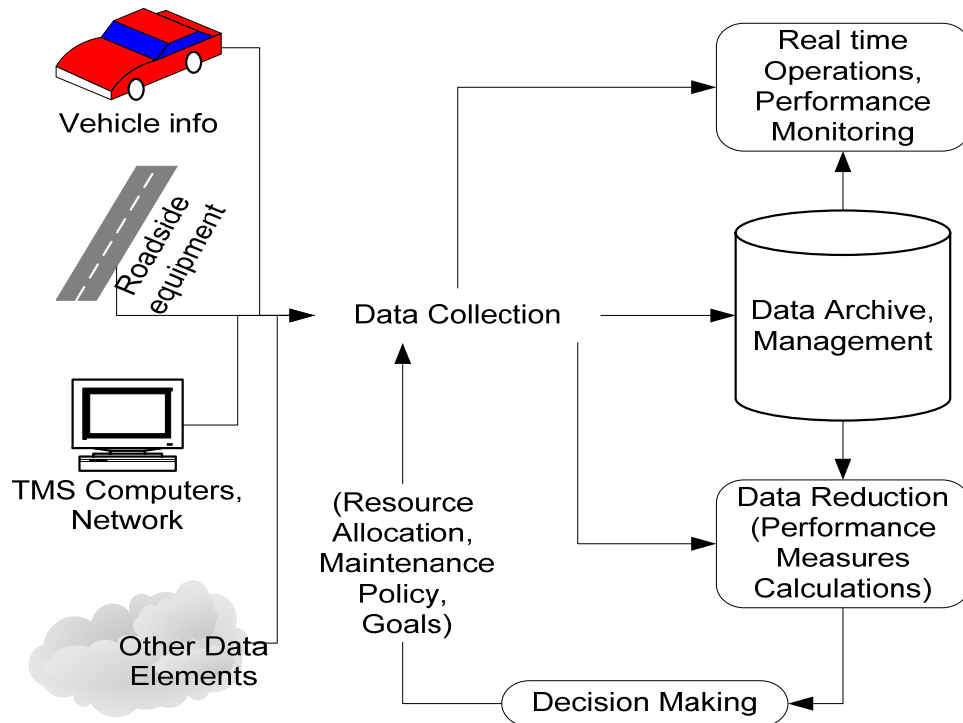 Vehicle info
Roadside
equipment
TMS Computers,
Network
Other Data
Elements
Data Collection
(Resource
Allocation,
Maintenance
Policy,
Goals)
Real time
Operations,
Performance
Monitoring
Data Archive,
Management
Data Reduction
(Performance
Measures
Calculations)
Decision Making